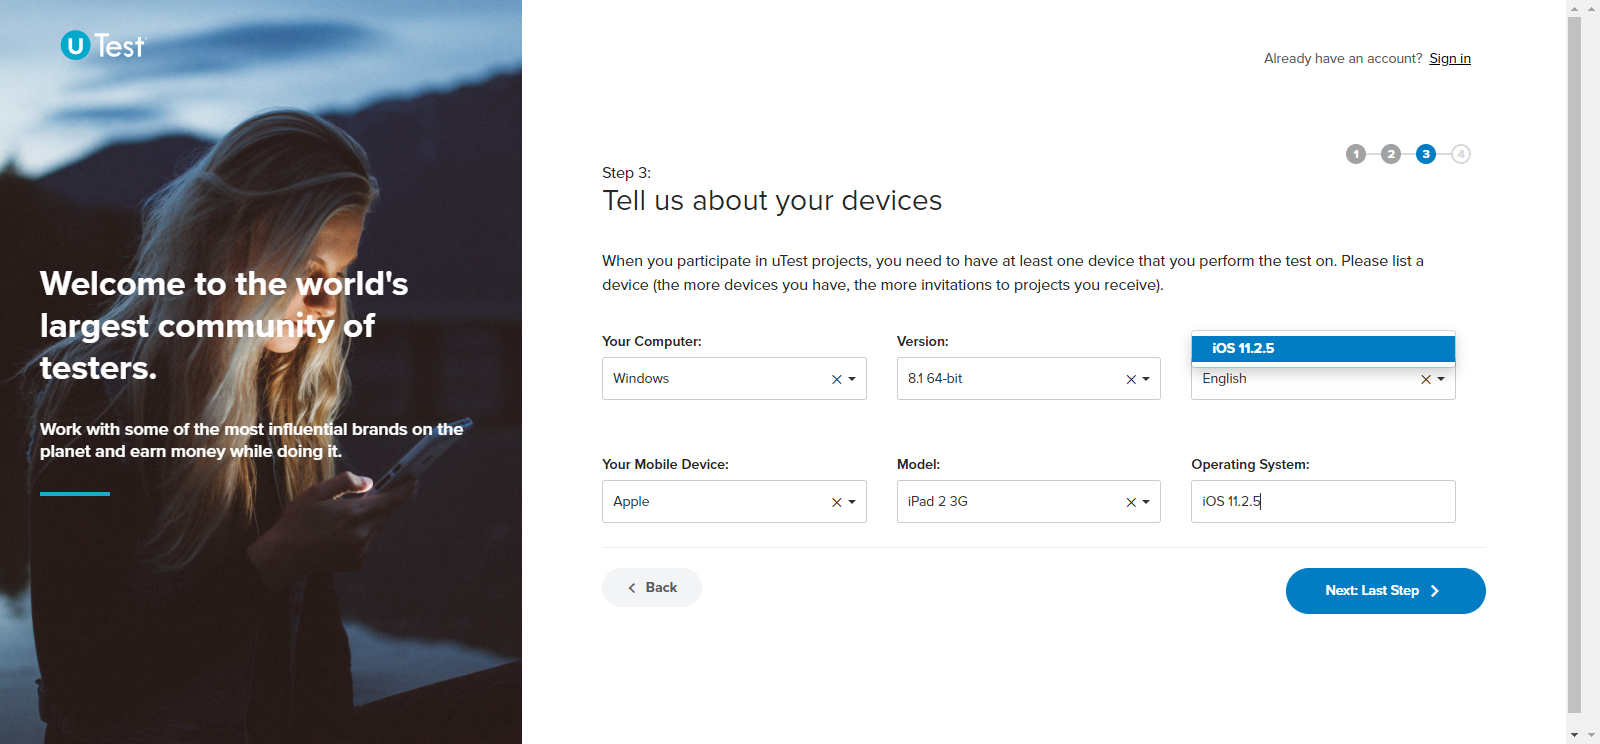 uTest
Already have an account? Sign in
1 2 3 4
Step 3:
Tell us about your devices
Welcome to the world's
largest community of
testers.
Work with some of the most influential brands on the
planet and earn money while doing it.
When you participate in uTest projects, you need to have at least one device that you perform the test on. Please list a
device (the more devices you have, the more invitations to projects you receive).
Your Computer:
Windows
Version:
8.1 64-bit
iOS 11.2.5
English
Your Mobile Device:
Apple
Model:
iPad 2 3G
Operating System:
iOS 11.2.5
Back
Next: Last Step